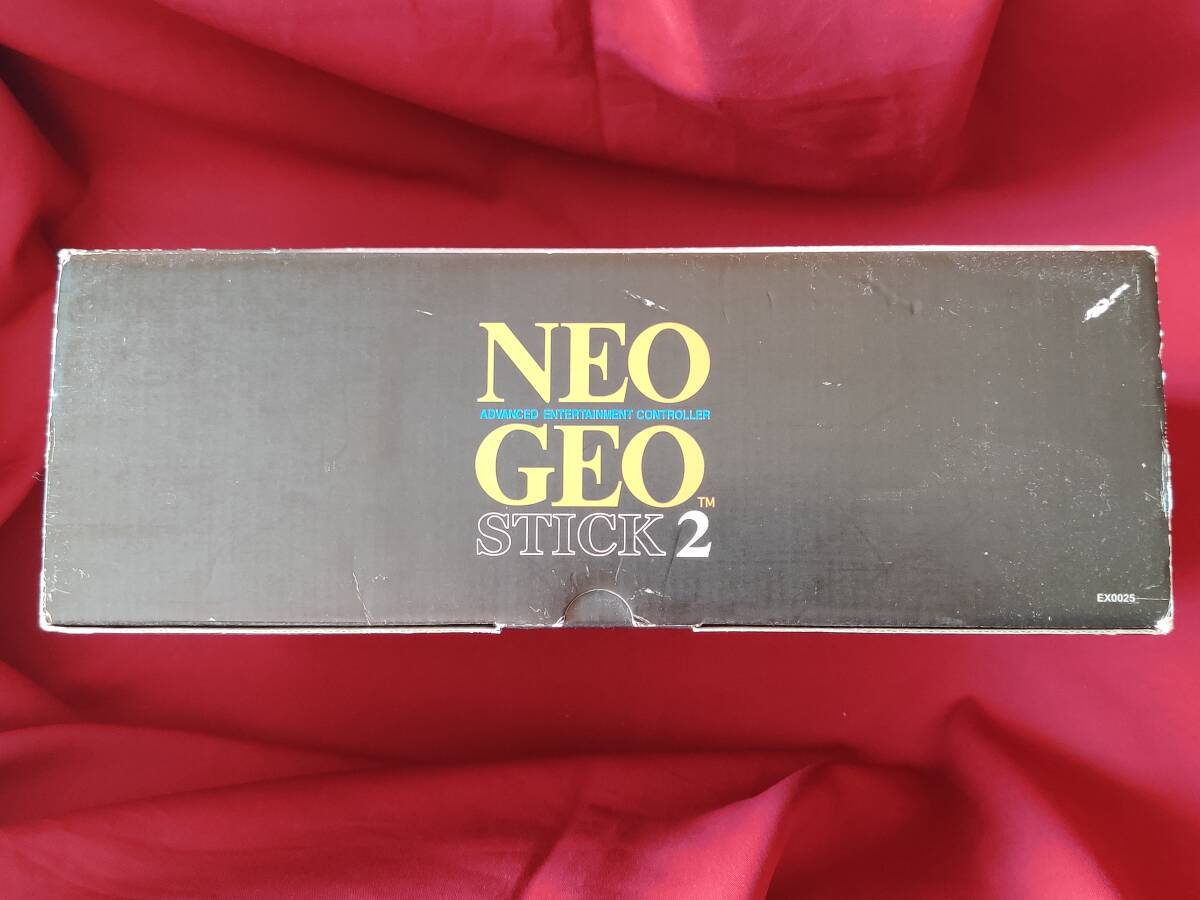 NEO
ADVANCED ENTERTAINMENT CONTROLLER
GEO™
STICK 2
EX0025